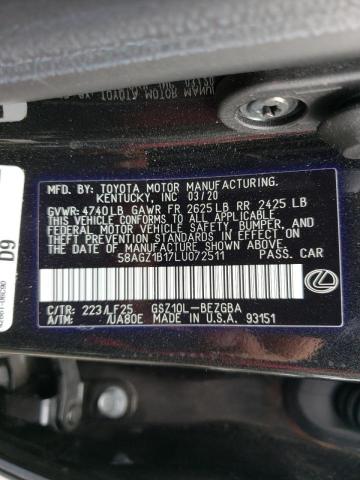 MFD. BY: TOYOTA MOTOR MANUFACTURING,
KENTUCKY, INC 03/20
GVWR: 4740LB GAWR FR 2625LB RR 2425 LB
THIS VEHICLE CONFORMS TO ALL APPLICABLE
FEDERAL MOTOR VEHICLE SAFETY, BUMPER, AND
THEFT PREVENTION STANDARDS IN EFFECT ON
THE DATE OF MANUFACTURE SHOWN ABOVE.
58AGZ1B17LU072511 PASS. CAR
C/TR: 223/LF25 GSZ10L-BEZGBA
A/TM: /UA80E MADE IN U.S.A. 93151
D9